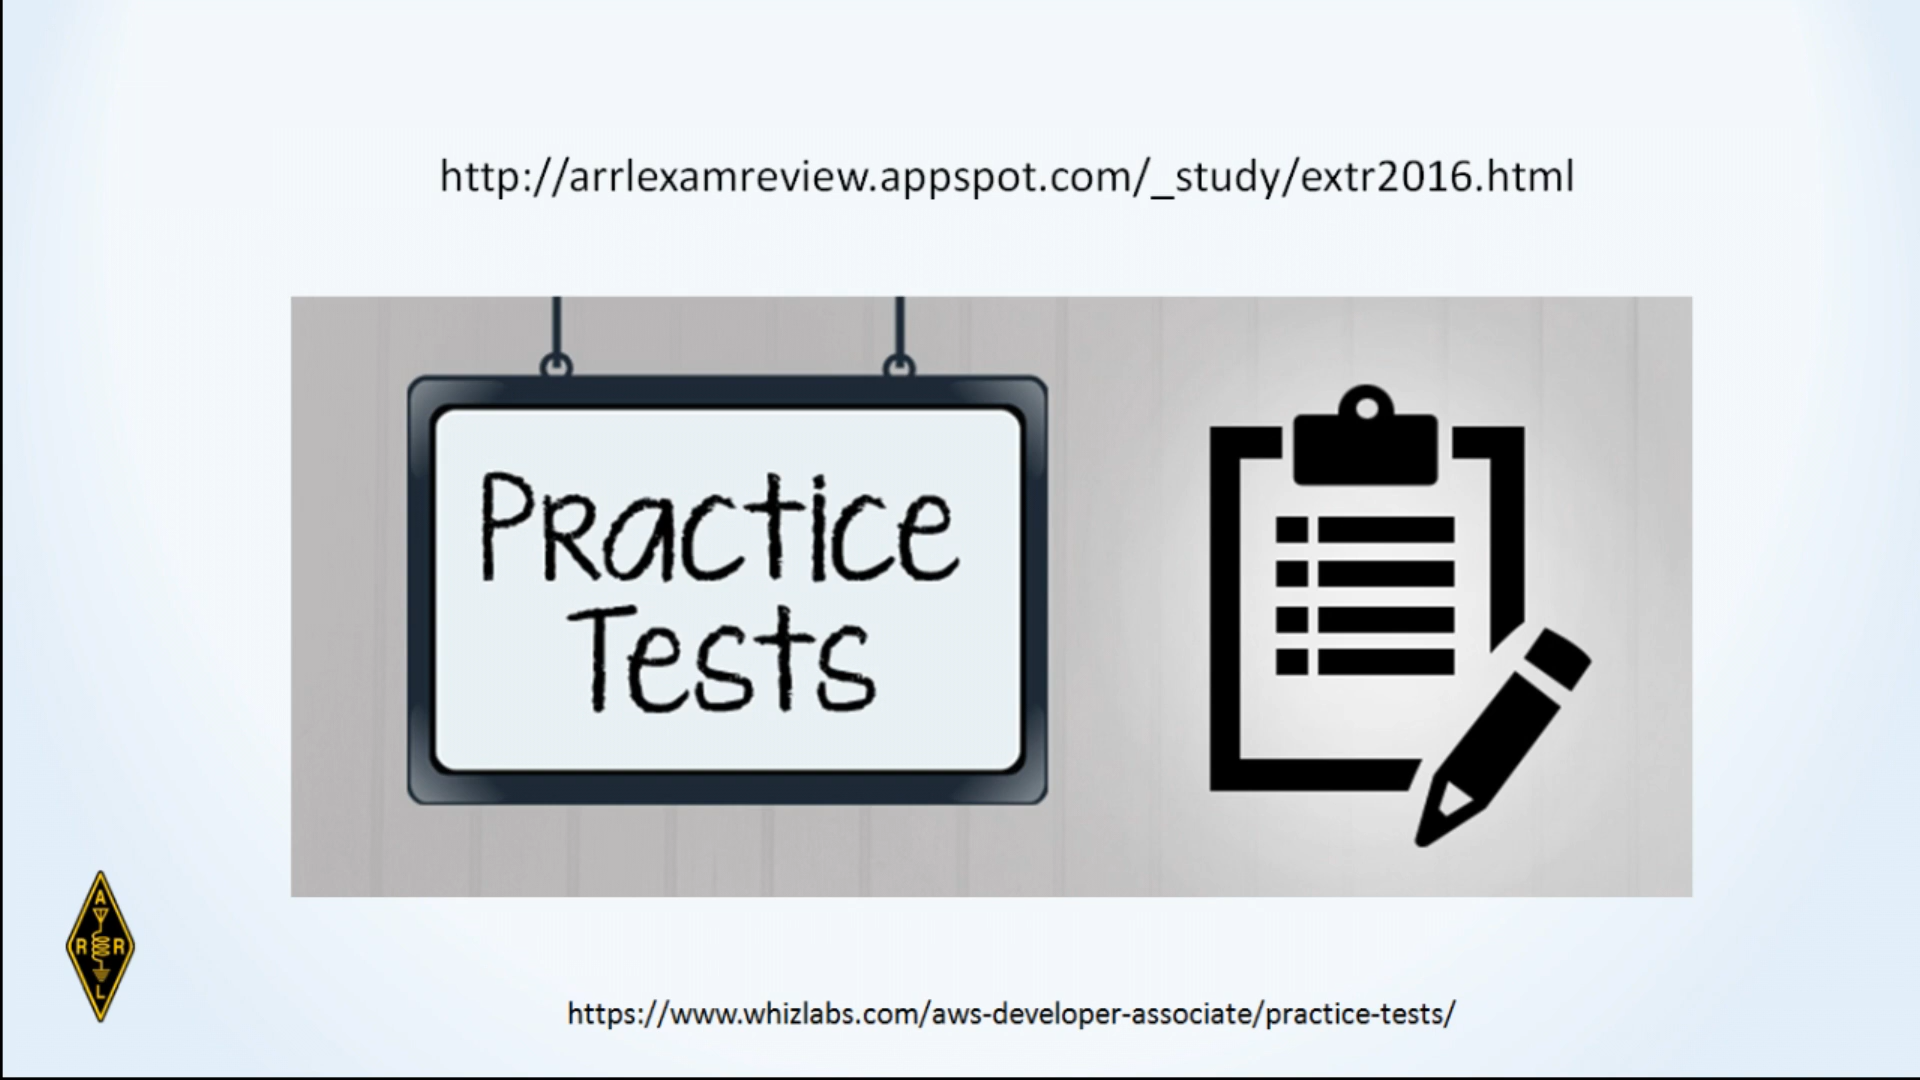 http://arrlexamreview.appspot.com/_study/extr2016.html
Practice
Tests
A
R R
L
https://www.whizlabs.com/aws-developer-associate/practice-tests/